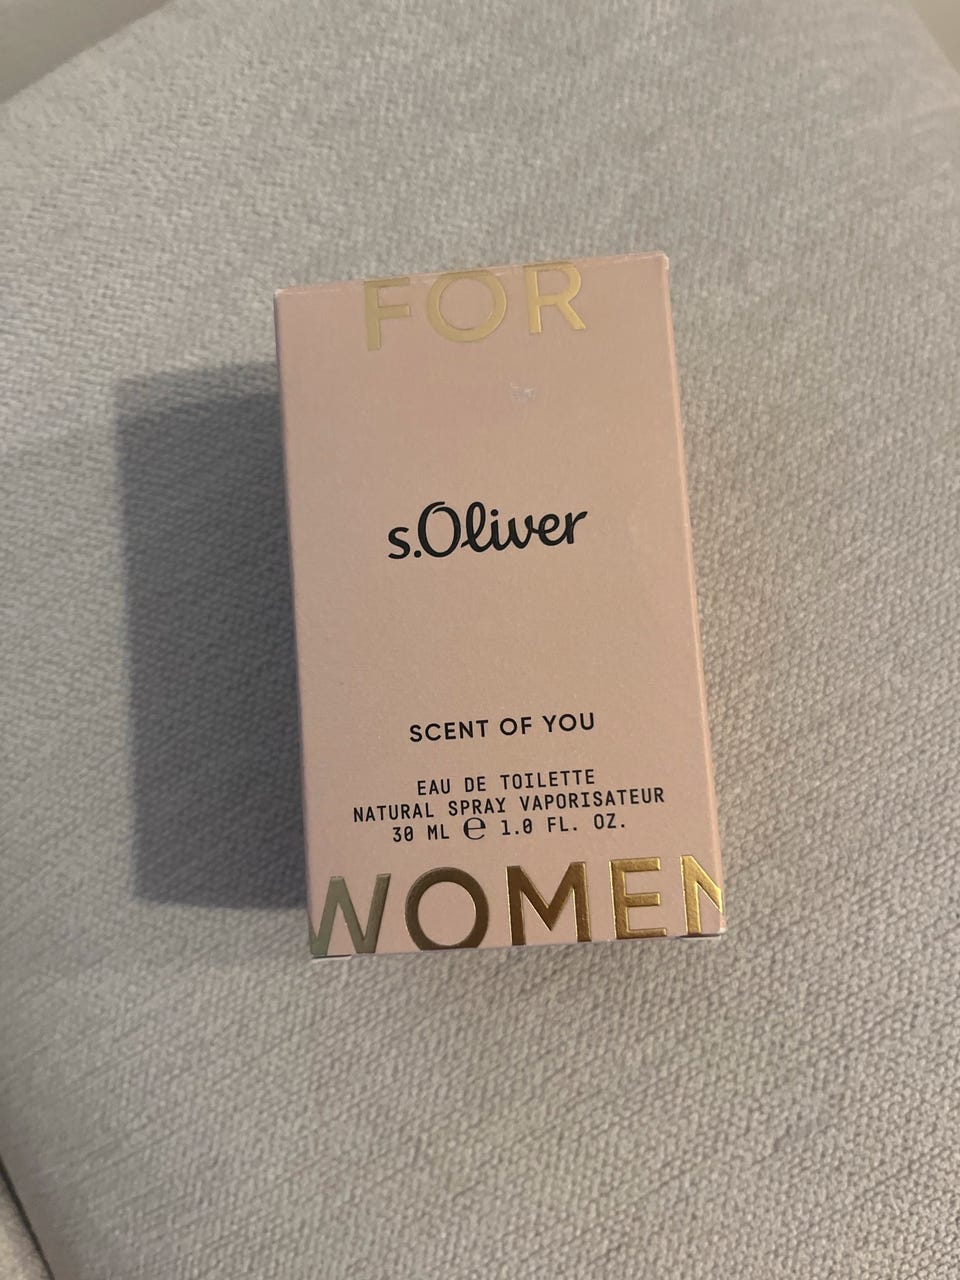 FOR
s.Oliver
SCENT OF YOU
EAU DE TOILETTE
NATURAL SPRAY VAPORISATEUR
30 ML ℮ 1.0 FL. OZ.
WOMEN